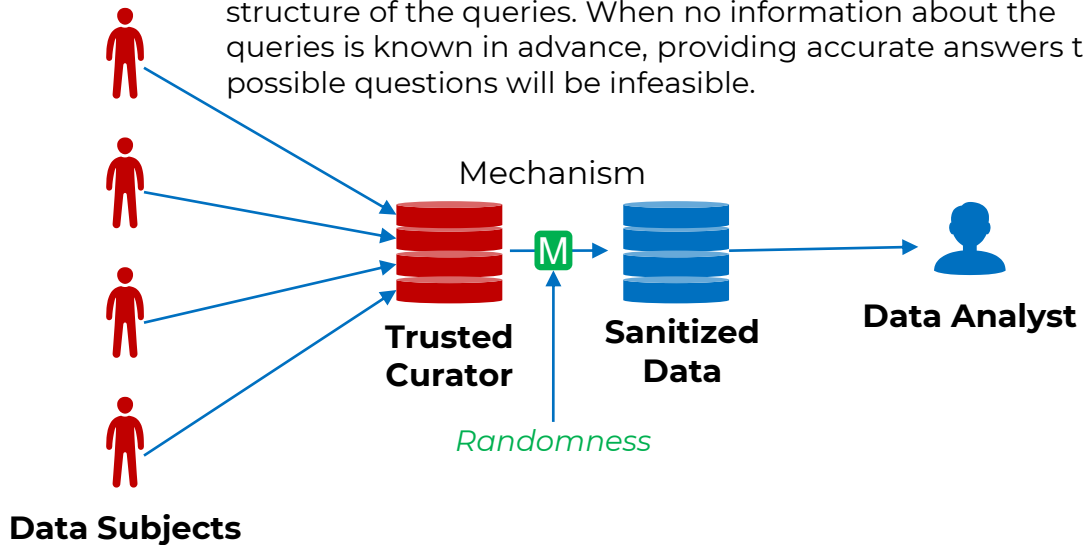 structure of the queries. When no information about the
queries is known in advance, providing accurate answers t
possible questions will be infeasible.
Mechanism
M
Trusted
Curator
Sanitized
Data
Data Analyst
Randomness
Data Subjects